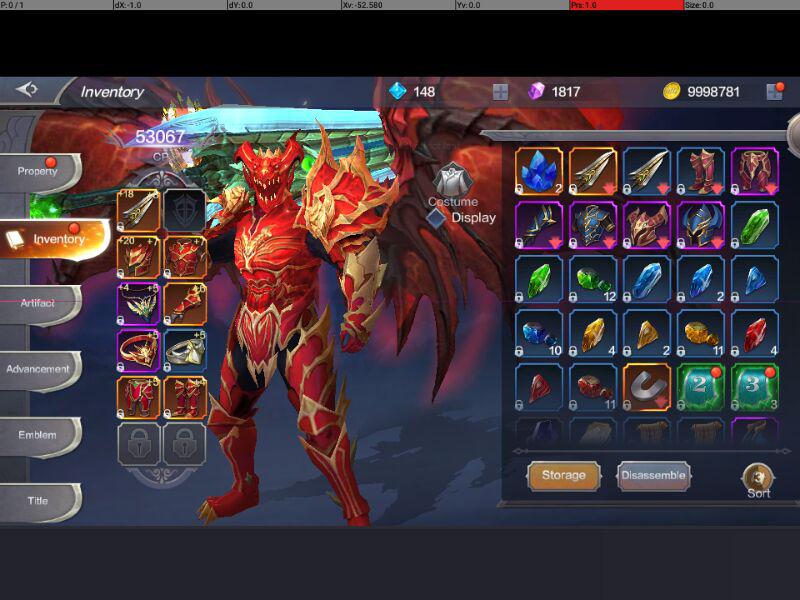 P: 0 / 1 dX: -1.0 dY: 0.0 Xv: -52.580 Yv: 0.0 Prs: 1.0 Size: 0.0
Inventory 148 1817 9998781
53067
CP
Property
Inventory
Artifact
Advancement
Emblem
Title
+18
+20
Costume
Display
2
12
2
10 4 2 11 4
11 2 3 3
Storage Disassemble 3
Sort